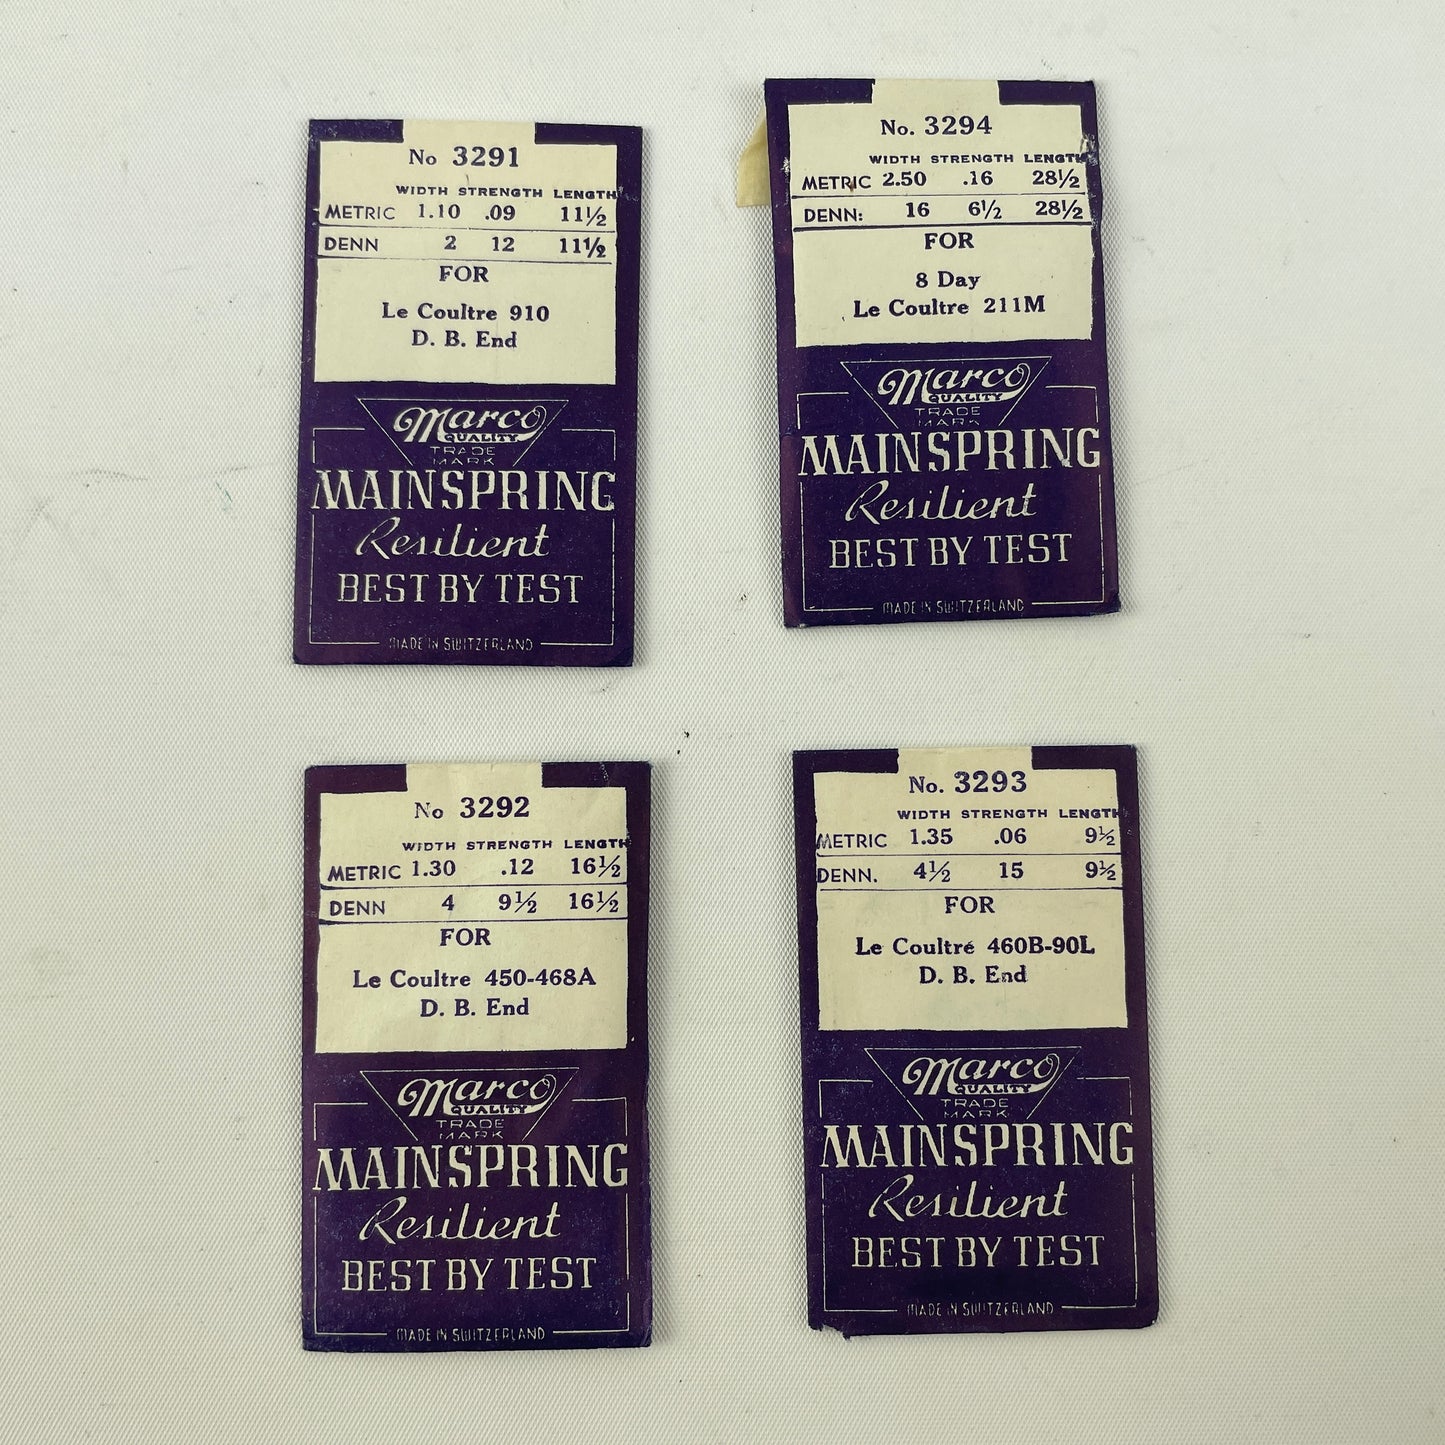 No 3291
WIDTH STRENGTH LENGTH
METRIC 1.10 .09 11½
DENN 2 12 11½
FOR
Le Coultre 910
D. B. End
Marco
QUALITY
TRADE
MARK
MAINSPRING
Resilient
BEST BY TEST
MADE IN SWITZERLAND
No. 3294
WIDTH STRENGTH LENGTH
METRIC 2.50 .16 28½
DENN: 16 6½ 28½
FOR
8 Day
Le Coultre 211M
Marco
QUALITY
TRADE
MARK
MAINSPRING
Resilient
BEST BY TEST
MADE IN SWITZERLAND
No 3292
WIDTH STRENGTH LENGTH
METRIC 1.30 .12 16½
DENN 4 9½ 16½
FOR
Le Coultre 450-468A
D. B. End
Marco
QUALITY
TRADE
MARK
MAINSPRING
Resilient
BEST BY TEST
MADE IN SWITZERLAND
No. 3293
WIDTH STRENGTH LENGTH
METRIC 1.35 .06 9½
DENN. 4½ 15 9½
FOR
Le Coultré 460B-90L
D. B. End
Marco
QUALITY
TRADE
MARK
MAINSPRING
Resilient
BEST BY TEST
MADE IN SWITZERLAND